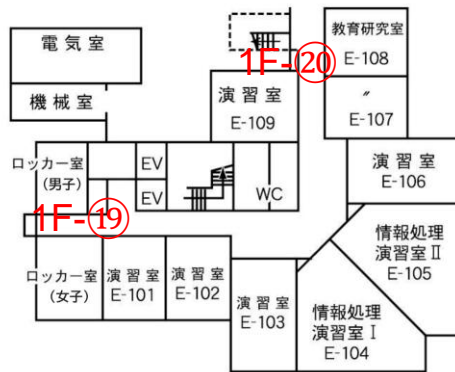 電気室
機械室
1F-⑳
教育研究室
E-108
演習室
E-109
〃
E-107
ロッカー室
(男子)
EV
EV
WC
演習室
E-106
1F-⑲
ロッカー室
(女子)
演習室
E-101
演習室
E-102
演習室
E-103
情報処理
演習室Ⅱ
E-105
情報処理
演習室Ⅰ
E-104